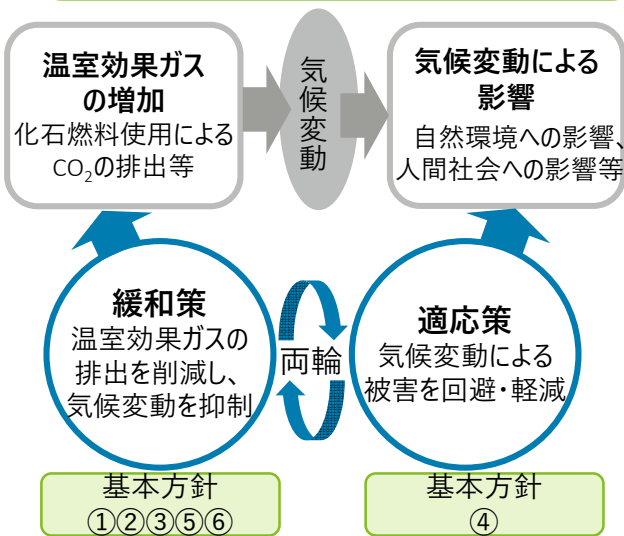 温室効果ガス
の増加
化石燃料使用による
CO₂の排出等
気候変動
気候変動による
影響
自然環境への影響、
人間社会への影響等
緩和策
温室効果ガスの
排出を削減し、
気候変動を抑制
両輪
適応策
気候変動による
被害を回避・軽減
基本方針
①②③⑤⑥
基本方針
④